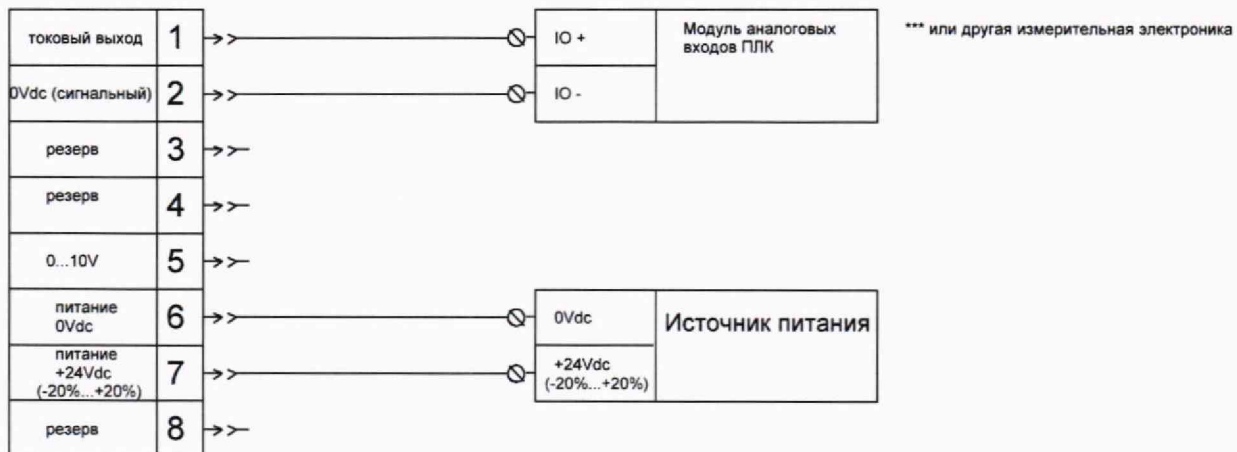 токовый выход 1 IO + Модуль аналоговых
входов ПЛК
*** или другая измерительная электроника
0Vdc (сигнальный) 2 IO -
резерв 3
резерв 4
0...10V 5
питание
0Vdc
6 0Vdc Источник питания
питание
+24Vdc
(-20%...+20%)
7 +24Vdc
(-20%...+20%)
резерв 8